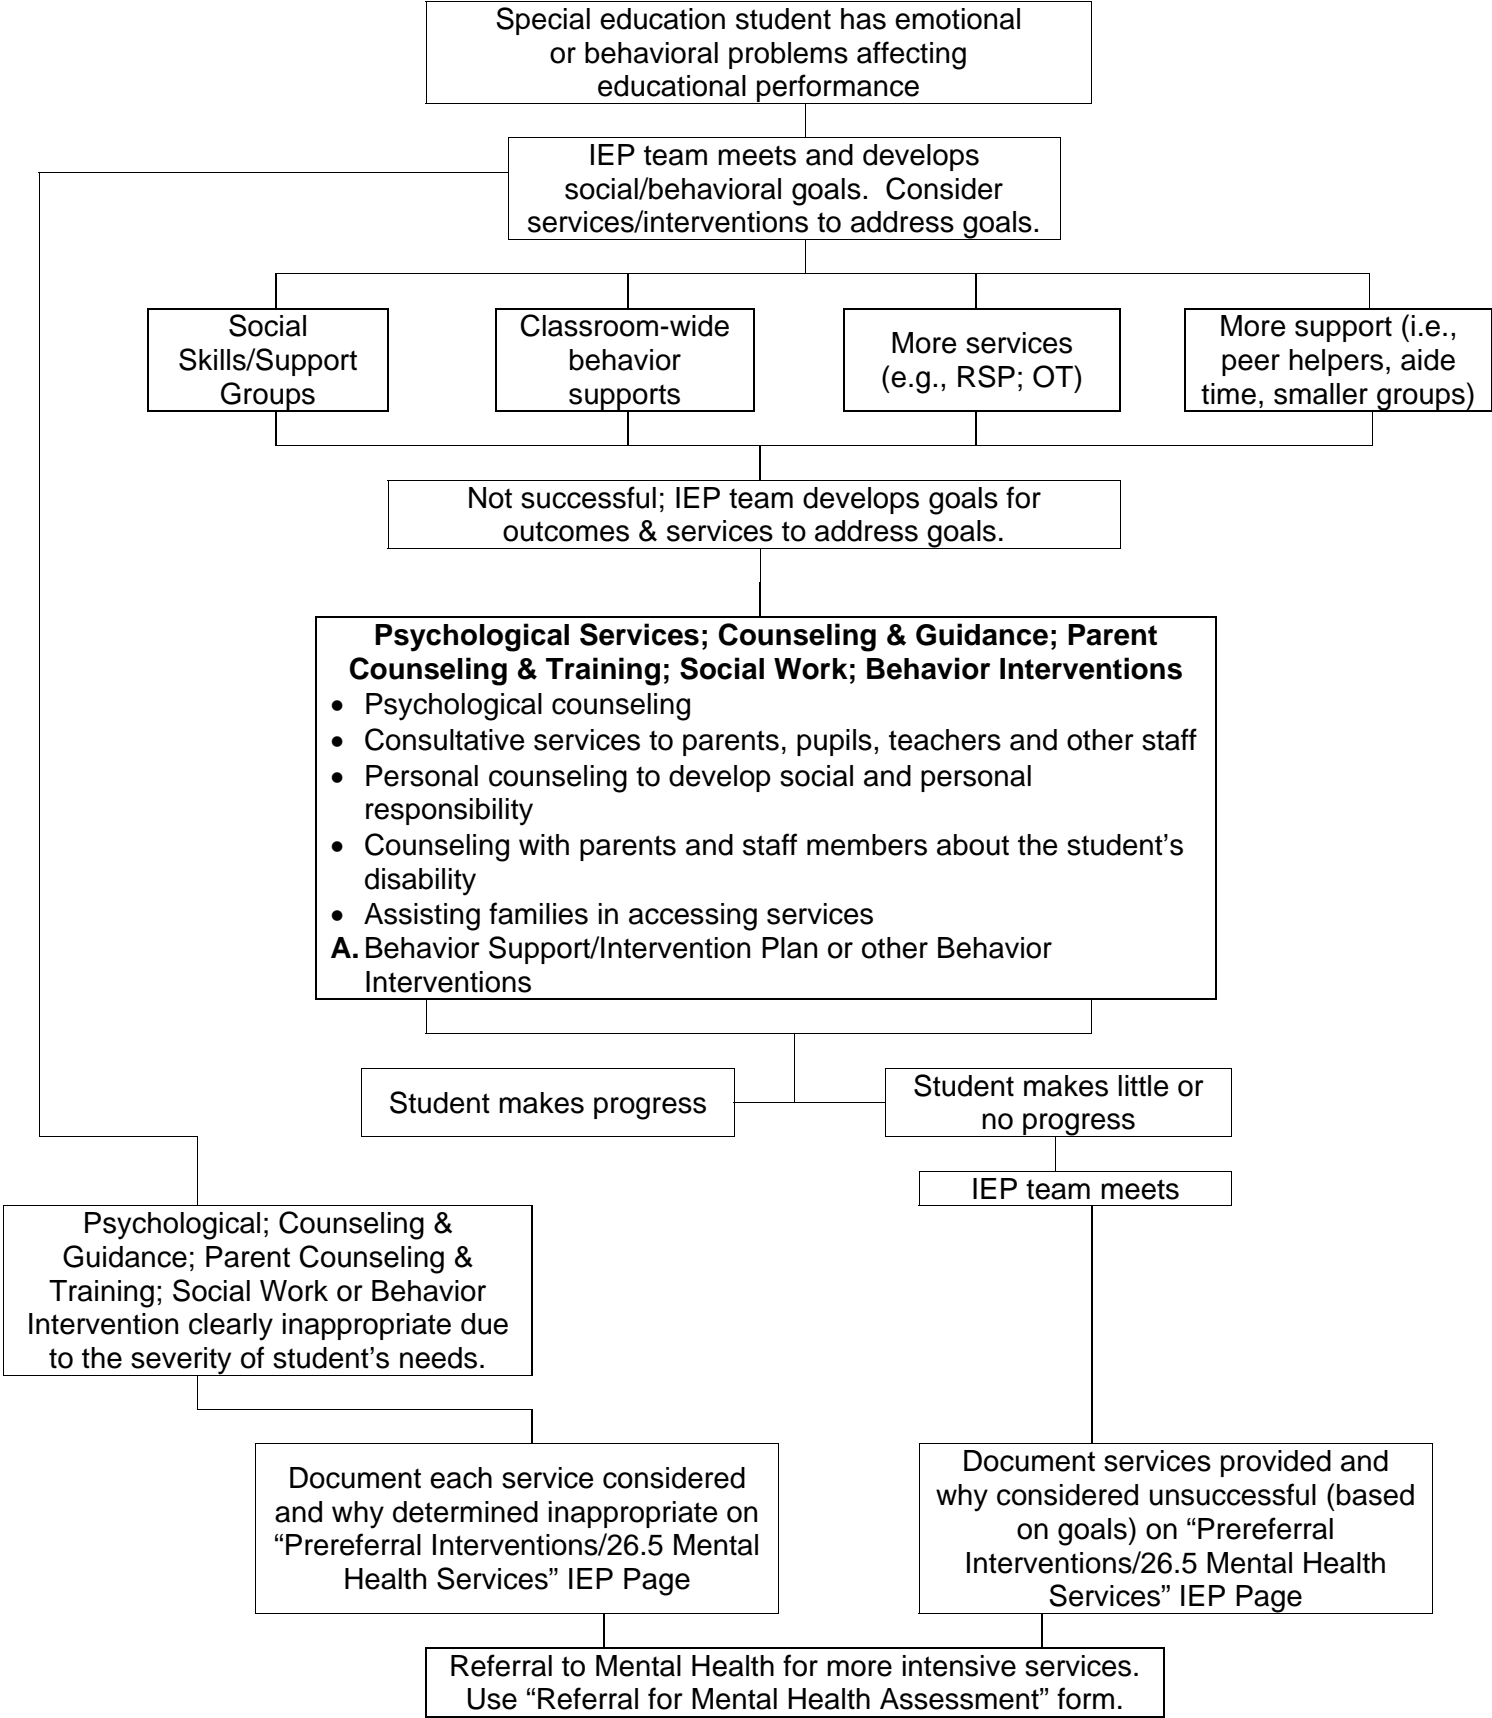 Special education student has emotional
or behavioral problems affecting
educational performance
IEP team meets and develops
social/behavioral goals.  Consider
services/interventions to address goals.
Social
Skills/Support
Groups
Classroom-wide
behavior
supports
More services
(e.g., RSP; OT)
More support (i.e.,
peer helpers, aide
time, smaller groups)
Not successful; IEP team develops goals for
outcomes & services to address goals.
Psychological Services; Counseling & Guidance; Parent
Counseling & Training; Social Work; Behavior Interventions
• Psychological counseling
• Consultative services to parents, pupils, teachers and other staff
• Personal counseling to develop social and personal
responsibility
• Counseling with parents and staff members about the student’s
disability
• Assisting families in accessing services
A. Behavior Support/Intervention Plan or other Behavior
Interventions
Student makes progress
Student makes little or
no progress
IEP team meets
Psychological; Counseling &
Guidance; Parent Counseling &
Training; Social Work or Behavior
Intervention clearly inappropriate due
to the severity of student’s needs.
Document each service considered
and why determined inappropriate on
“Prereferral Interventions/26.5 Mental
Health Services” IEP Page
Document services provided and
why considered unsuccessful (based
on goals) on “Prereferral
Interventions/26.5 Mental Health
Services” IEP Page
Referral to Mental Health for more intensive services.
Use “Referral for Mental Health Assessment” form.